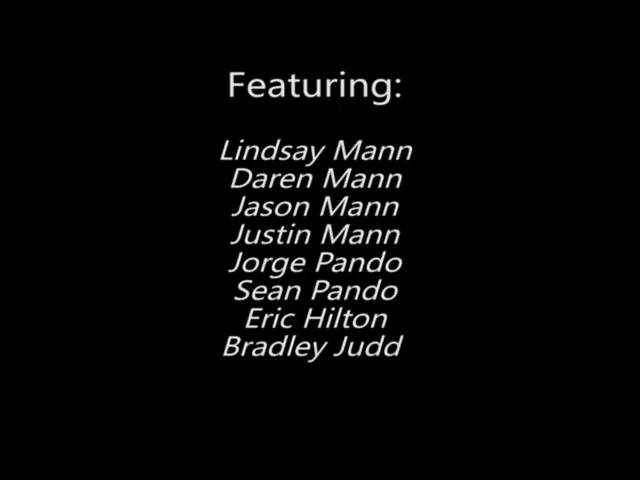 Featuring:
Lindsay Mann
Daren Mann
Jason Mann
Justin Mann
Jorge Pando
Sean Pando
Eric Hilton
Bradley Judd